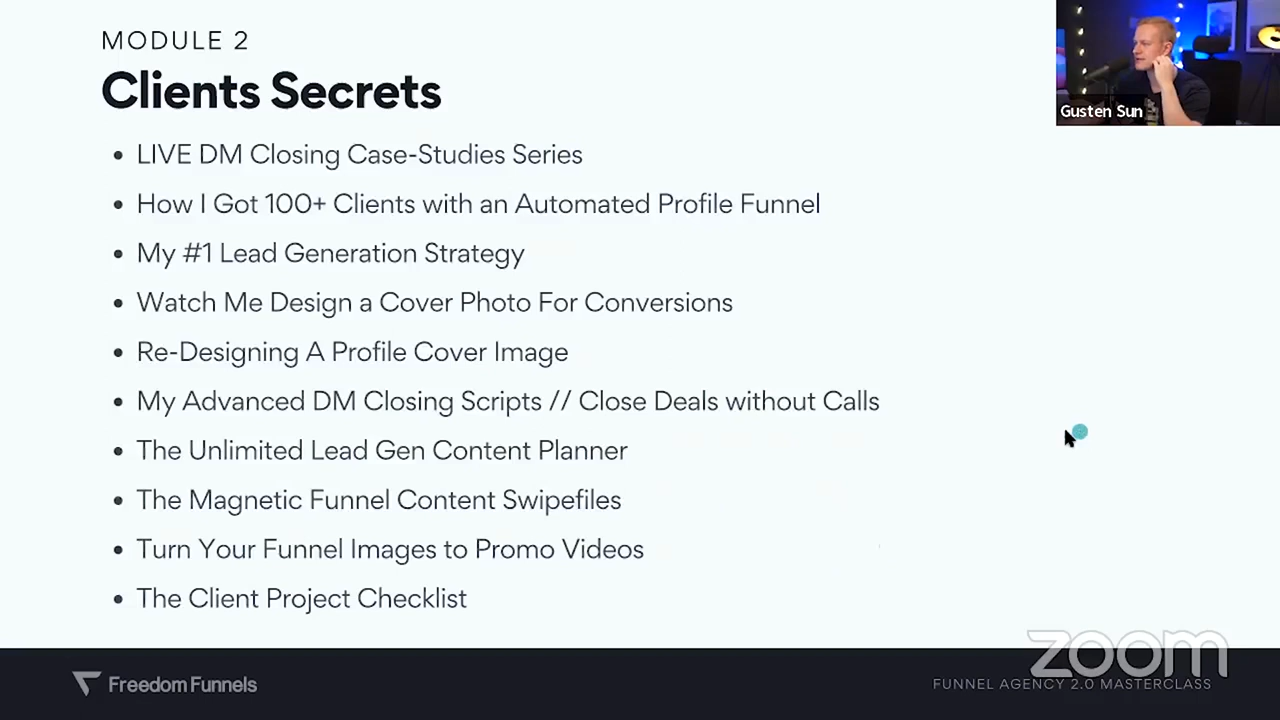 MODULE 2
Clients Secrets
Gusten Sun
• LIVE DM Closing Case-Studies Series
• How I Got 100+ Clients with an Automated Profile Funnel
• My #1 Lead Generation Strategy
• Watch Me Design a Cover Photo For Conversions
• Re-Designing A Profile Cover Image
• My Advanced DM Closing Scripts // Close Deals without Calls
• The Unlimited Lead Gen Content Planner
• The Magnetic Funnel Content Swipefiles
• Turn Your Funnel Images to Promo Videos
• The Client Project Checklist
zoom
Freedom Funnels
FUNNEL AGENCY 2.0 MASTERCLASS